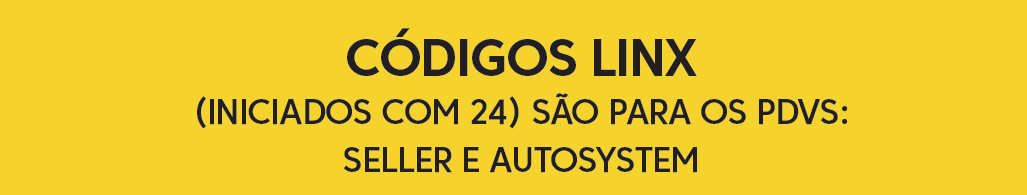 CÓDIGOS LINX
(INICIADOS COM 24) SÃO PARA OS PDVS:
SELLER E AUTOSYSTEM